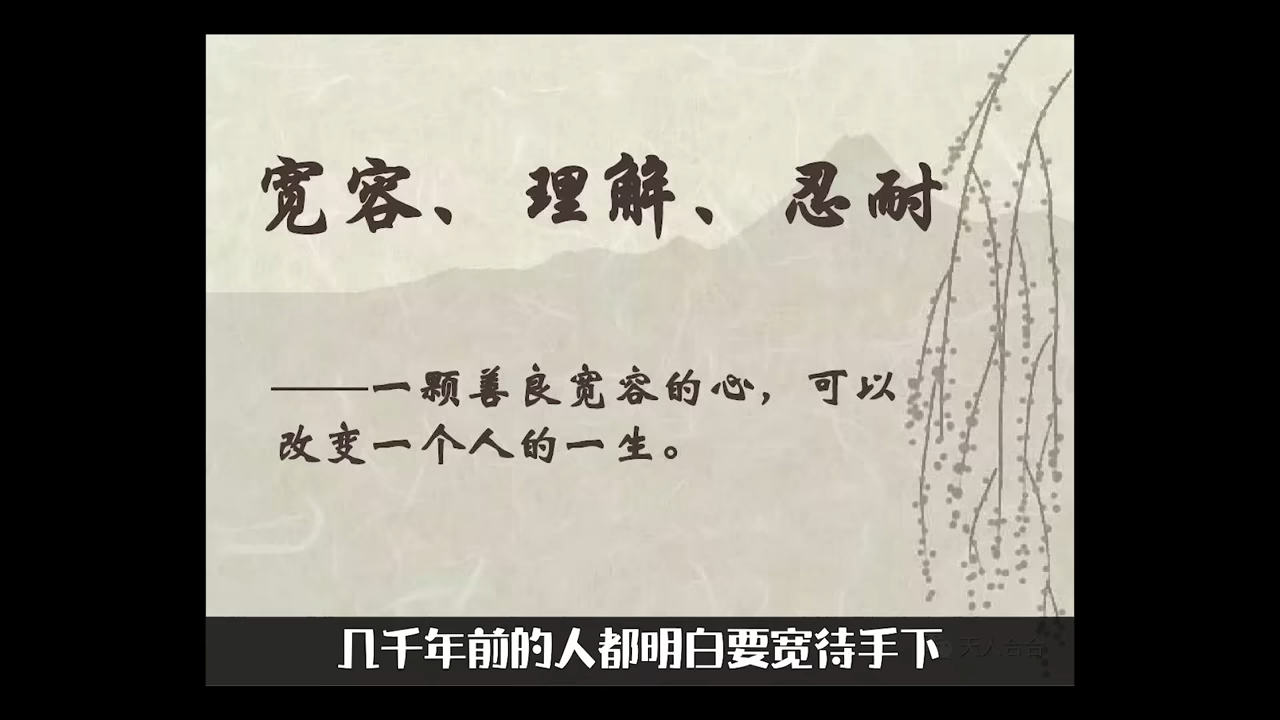 宽容、理解、忍耐
——一颗善良宽容的心，可以
改变一个人的一生。
几千年前的人都明白要宽待手下